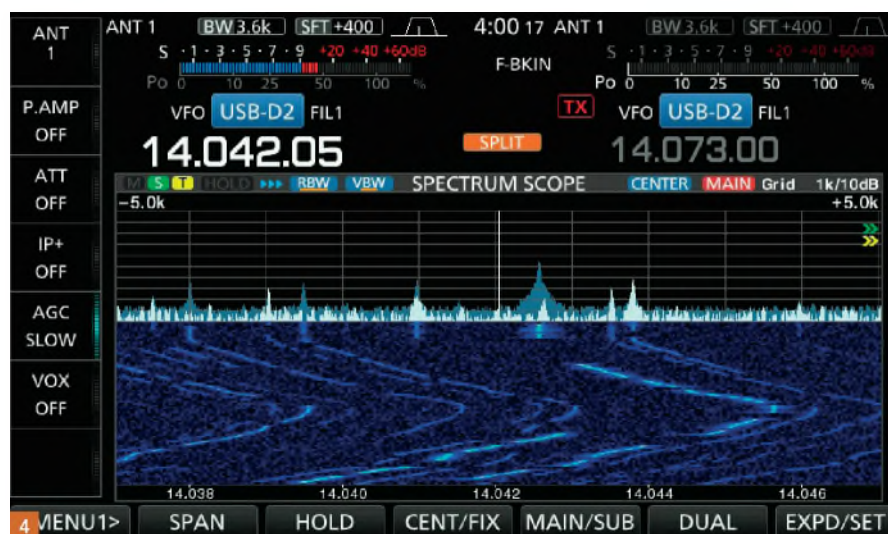 ANT 1
ANT 1 BW 3.6k SFT +400 4:00 17 ANT 1 BW 3.6k SFT +400
S ·1·3·5·7·9 +20 +40 +60dB F-BKIN S ·1·3·5·7·9 +20 +40 +60dB
Po 0 10 25 50 100 % Po 0 10 25 50 100 %
P.AMP OFF
VFO USB-D2 FIL1 TX VFO USB-D2 FIL1
14.042.05 SPLIT 14.073.00
ATT OFF
M S T HOLD RBW VBW SPECTRUM SCOPE CENTER MAIN Grid 1k/10dB
−5.0k +5.0k
IP+ OFF
AGC SLOW
VOX OFF
14.038 14.040 14.042 14.044 14.046
4 MENU1> SPAN HOLD CENT/FIX MAIN/SUB DUAL EXPD/SET